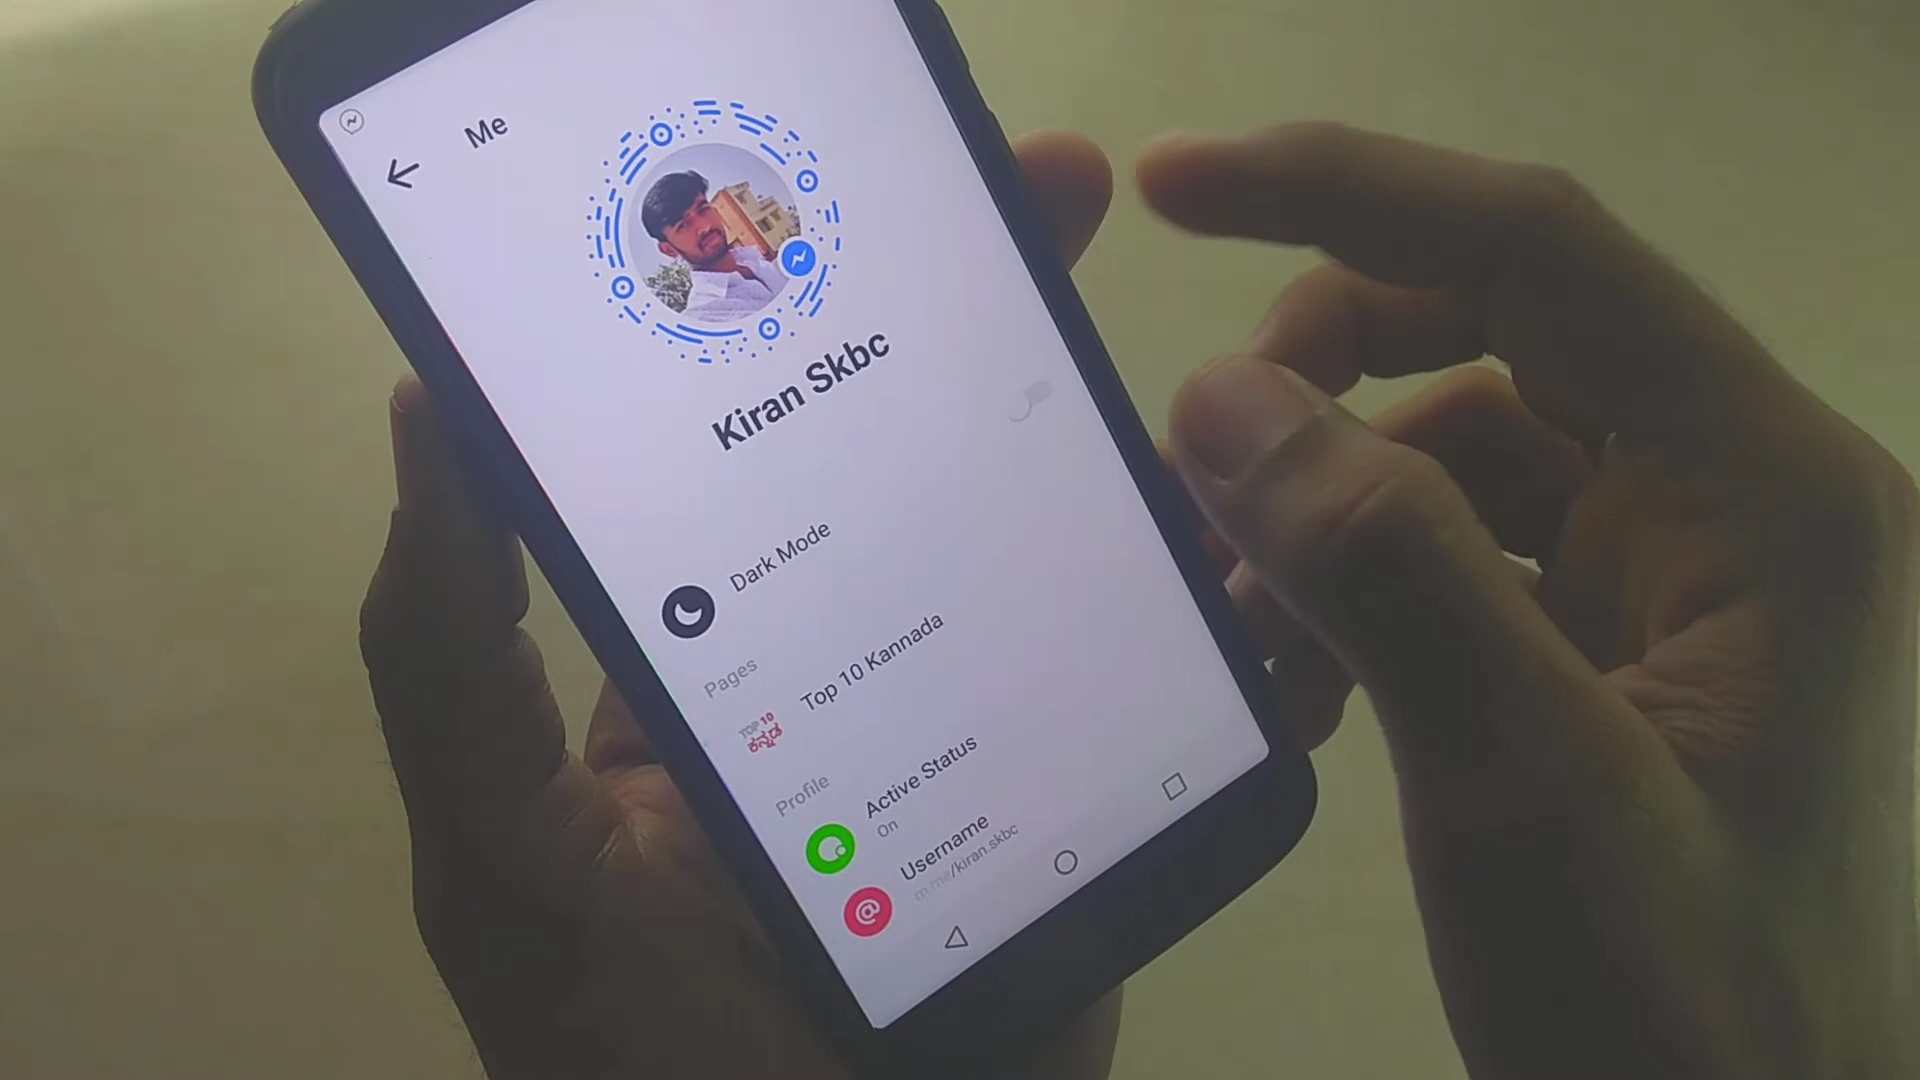 Me
Kiran Skbc
Dark Mode
Pages
TOP 10
ಕನ್ನಡ
Top 10 Kannada
Profile
Active Status
On
Username
m.me/kiran.skbc